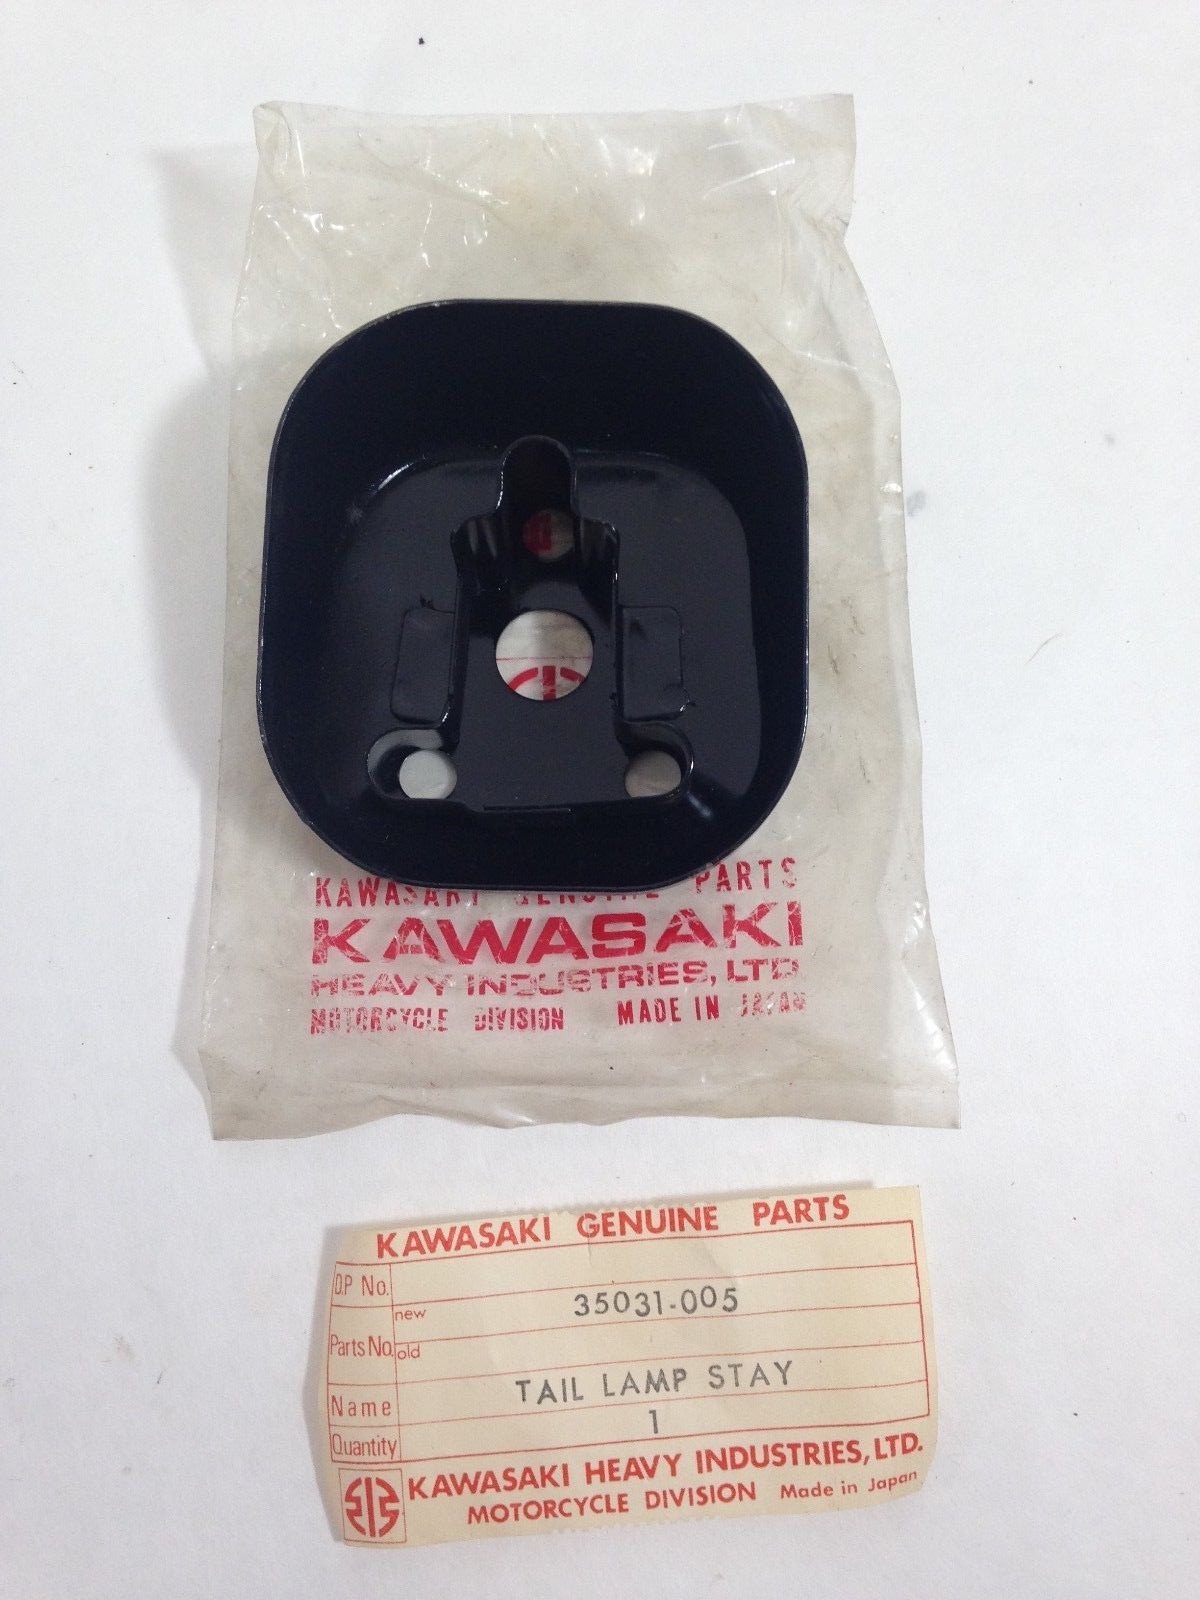 KAWASAKI GENUINE PARTS
KAWASAKI
HEAVY INDUSTRIES, LTD.
MOTORCYCLE DIVISION MADE IN JAPAN
KAWASAKI GENUINE PARTS
D.P No.
Parts No. new 35031-005
old
Name TAIL LAMP STAY
Quantity 1
KAWASAKI HEAVY INDUSTRIES, LTD.
MOTORCYCLE DIVISION Made in Japan